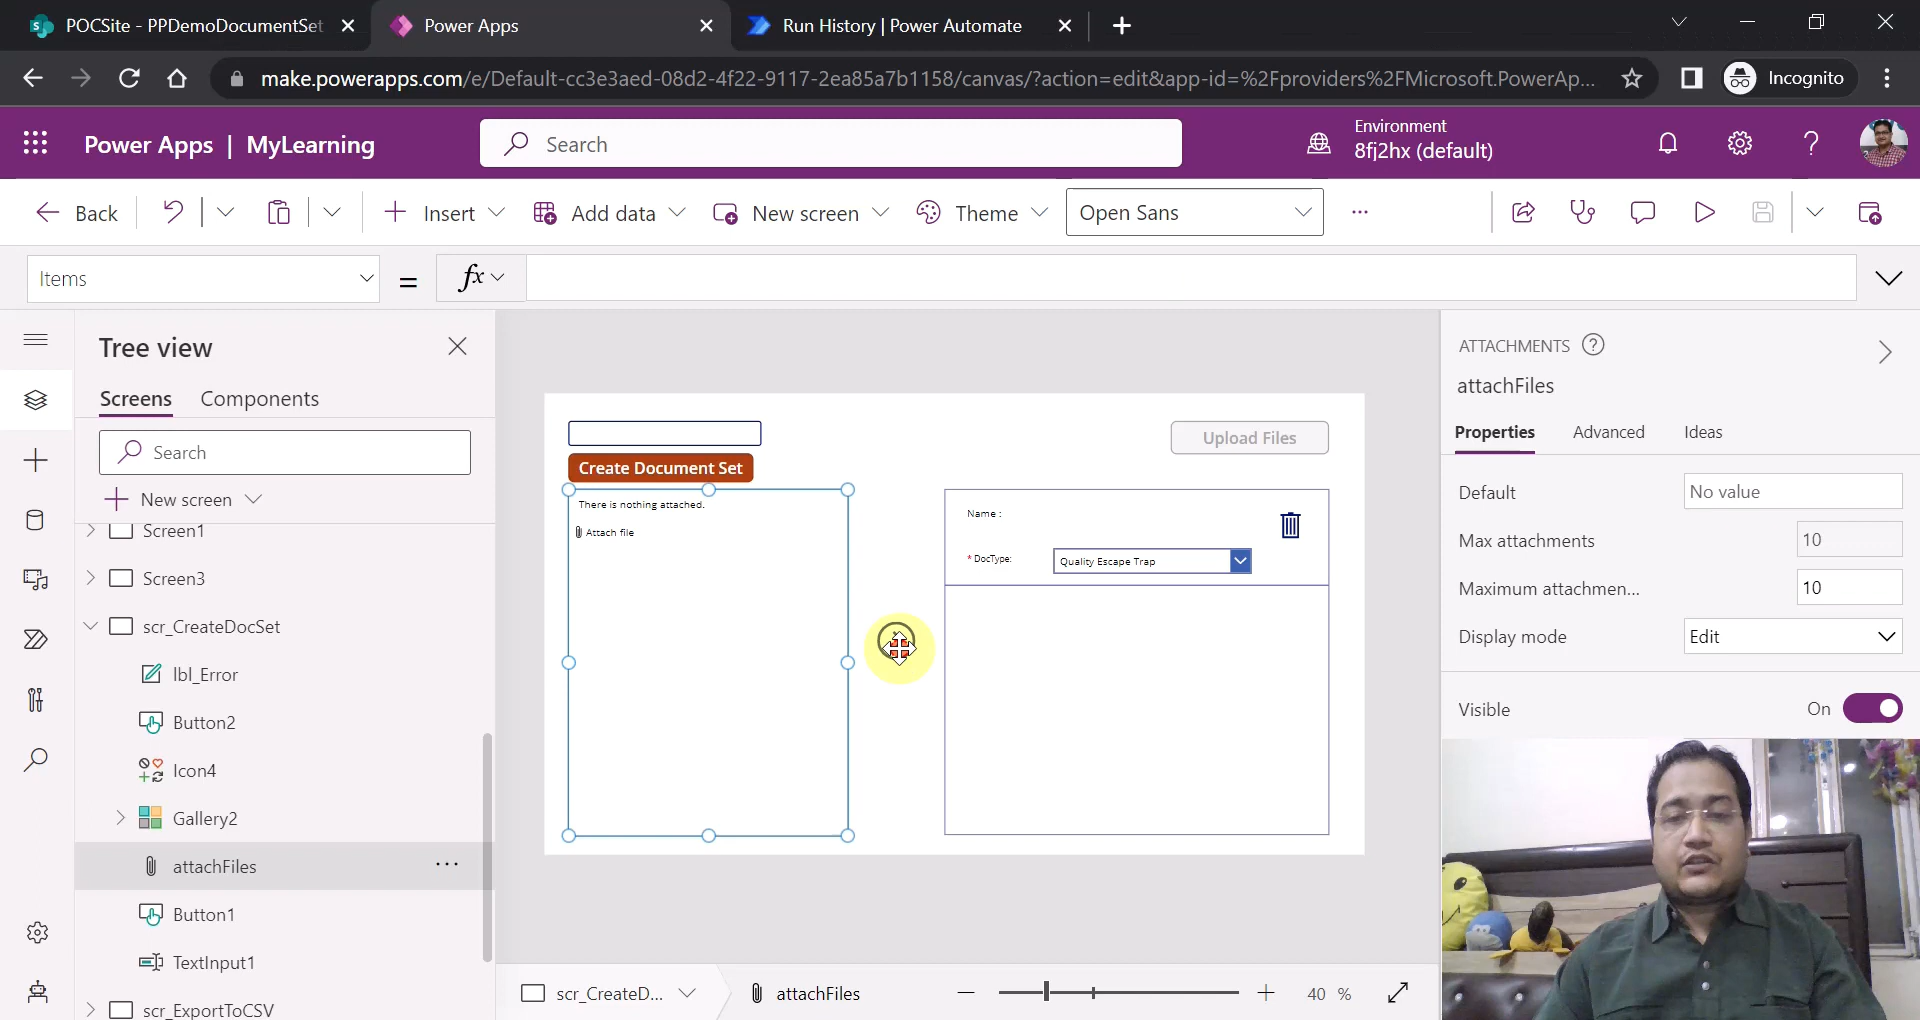 POCSite - PPDemoDocumentSet
Power Apps
Run History | Power Automate
make.powerapps.com/e/Default-cc3e3aed-08d2-4f22-9117-2ea85a7b1158/canvas/?action=edit&app-id=%2Fproviders%2FMicrosoft.PowerAp...
Incognito
Power Apps | MyLearning
Search
Environment
8fj2hx (default)
Back
Insert
Add data
New screen
Theme
Open Sans
Items
=
fx
Tree view
Screens
Components
Search
New screen
Screen1
Screen3
scr_CreateDocSet
lbl_Error
Button2
Icon4
Gallery2
attachFiles
Button1
TextInput1
scr_ExportToCSV
Upload Files
Create Document Set
There is nothing attached.
Attach file
Name :
* DocType:
Quality Escape Trap
scr_CreateD...
attachFiles
40 %
ATTACHMENTS
attachFiles
Properties
Advanced
Ideas
Default
No value
Max attachments
10
Maximum attachmen...
10
Display mode
Edit
Visible
On